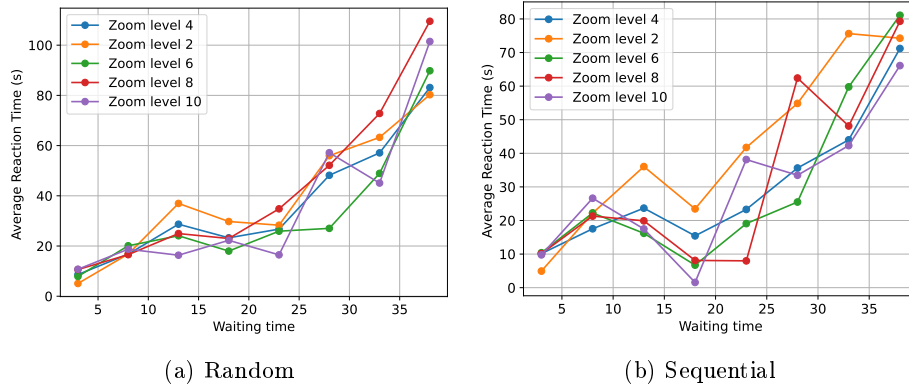 Zoom level 4
Zoom level 2
Zoom level 6
Zoom level 8
Zoom level 10
Average Reaction Time (s)
0
20
40
60
80
100
5
10
15
20
25
30
35
Waiting time
(a) Random
Zoom level 4
Zoom level 2
Zoom level 6
Zoom level 8
Zoom level 10
Average Reaction Time (s)
0
10
20
30
40
50
60
70
80
5
10
15
20
25
30
35
Waiting time
(b) Sequential